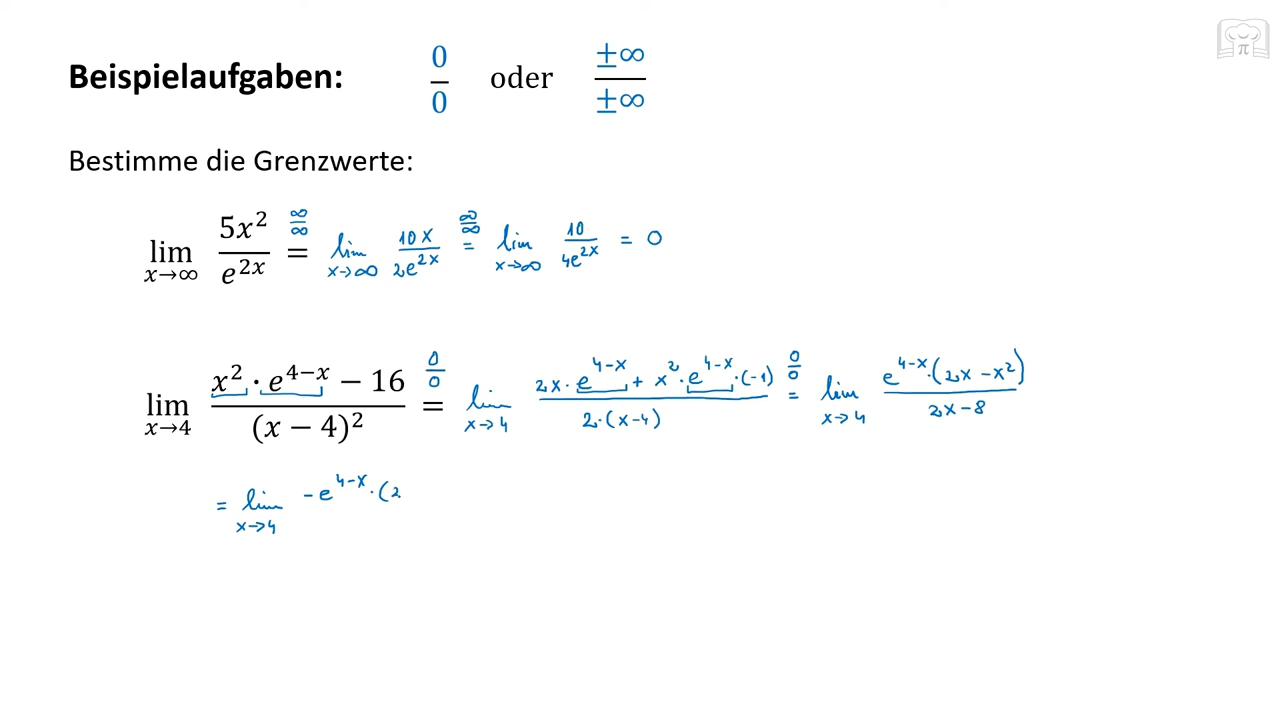 Beispielaufgaben: 0/0 oder ±∞/±∞
Bestimme die Grenzwerte:
lim x→∞ 5x²/e^(2x) =^(∞/∞) lim x→∞ 10x/2e^(2x) =^(∞/∞) lim x→∞ 10/4e^(2x) = 0
lim x→4 (x² · e^(4−x) − 16)/(x − 4)² =^(0/0) lim x→4 (2x · e^(4−x) + x² · e^(4−x) · (−1))/(2 · (x−4)) =^(0/0) lim x→4 (e^(4−x) · (2x − x²))/(2x − 8)
= lim x→4 −e^(4−x) · (2
π